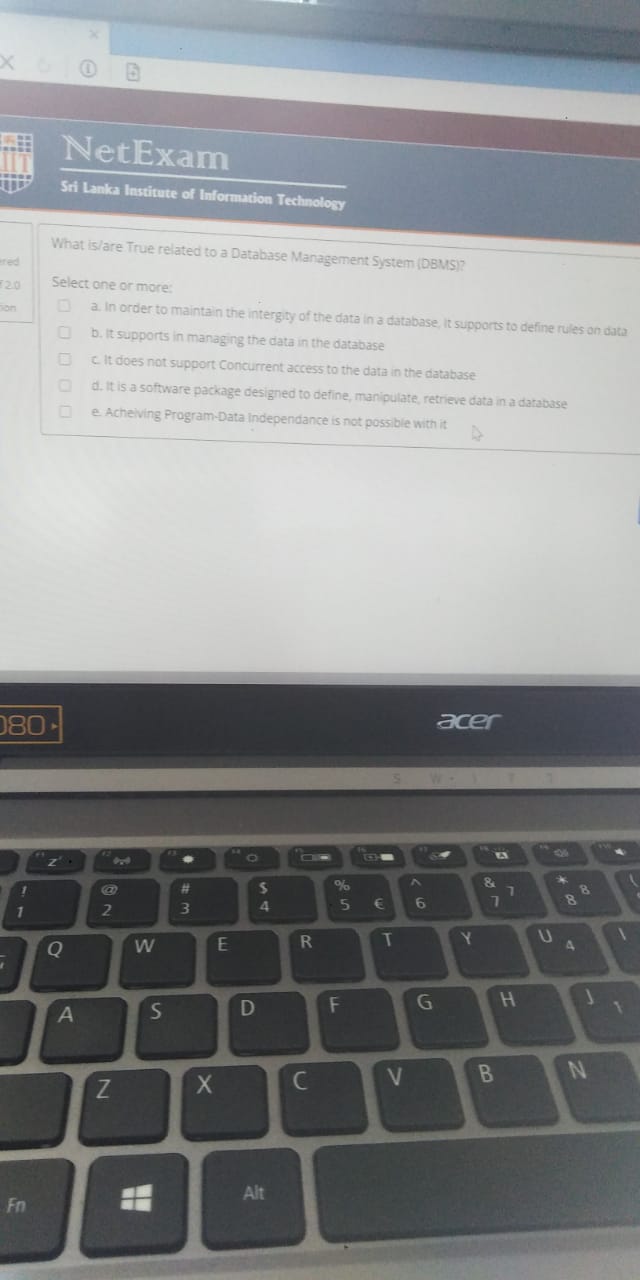 NetExam
Sri Lanka Institute of Information Technology
What is/are True related to a Database Management System (DBMS)?
Select one or more:
a. In order to maintain the intergity of the data in a database, it supports to define rules on data
b. It supports in managing the data in the database
c. It does not support Concurrent access to the data in the database
d. It is a software package designed to define, manipulate, retrieve data in a database
e. Acheiving Program-Data Independance is not possible with it
ered
f 2.0
ion
080
acer
S W I F T
! @ # $ % ^ & *
1 2 3 4 5 € 6 7 7 8 8
Q W E R T Y U 4 I
A S D F G H J 1
Z X C V B N
Fn Alt